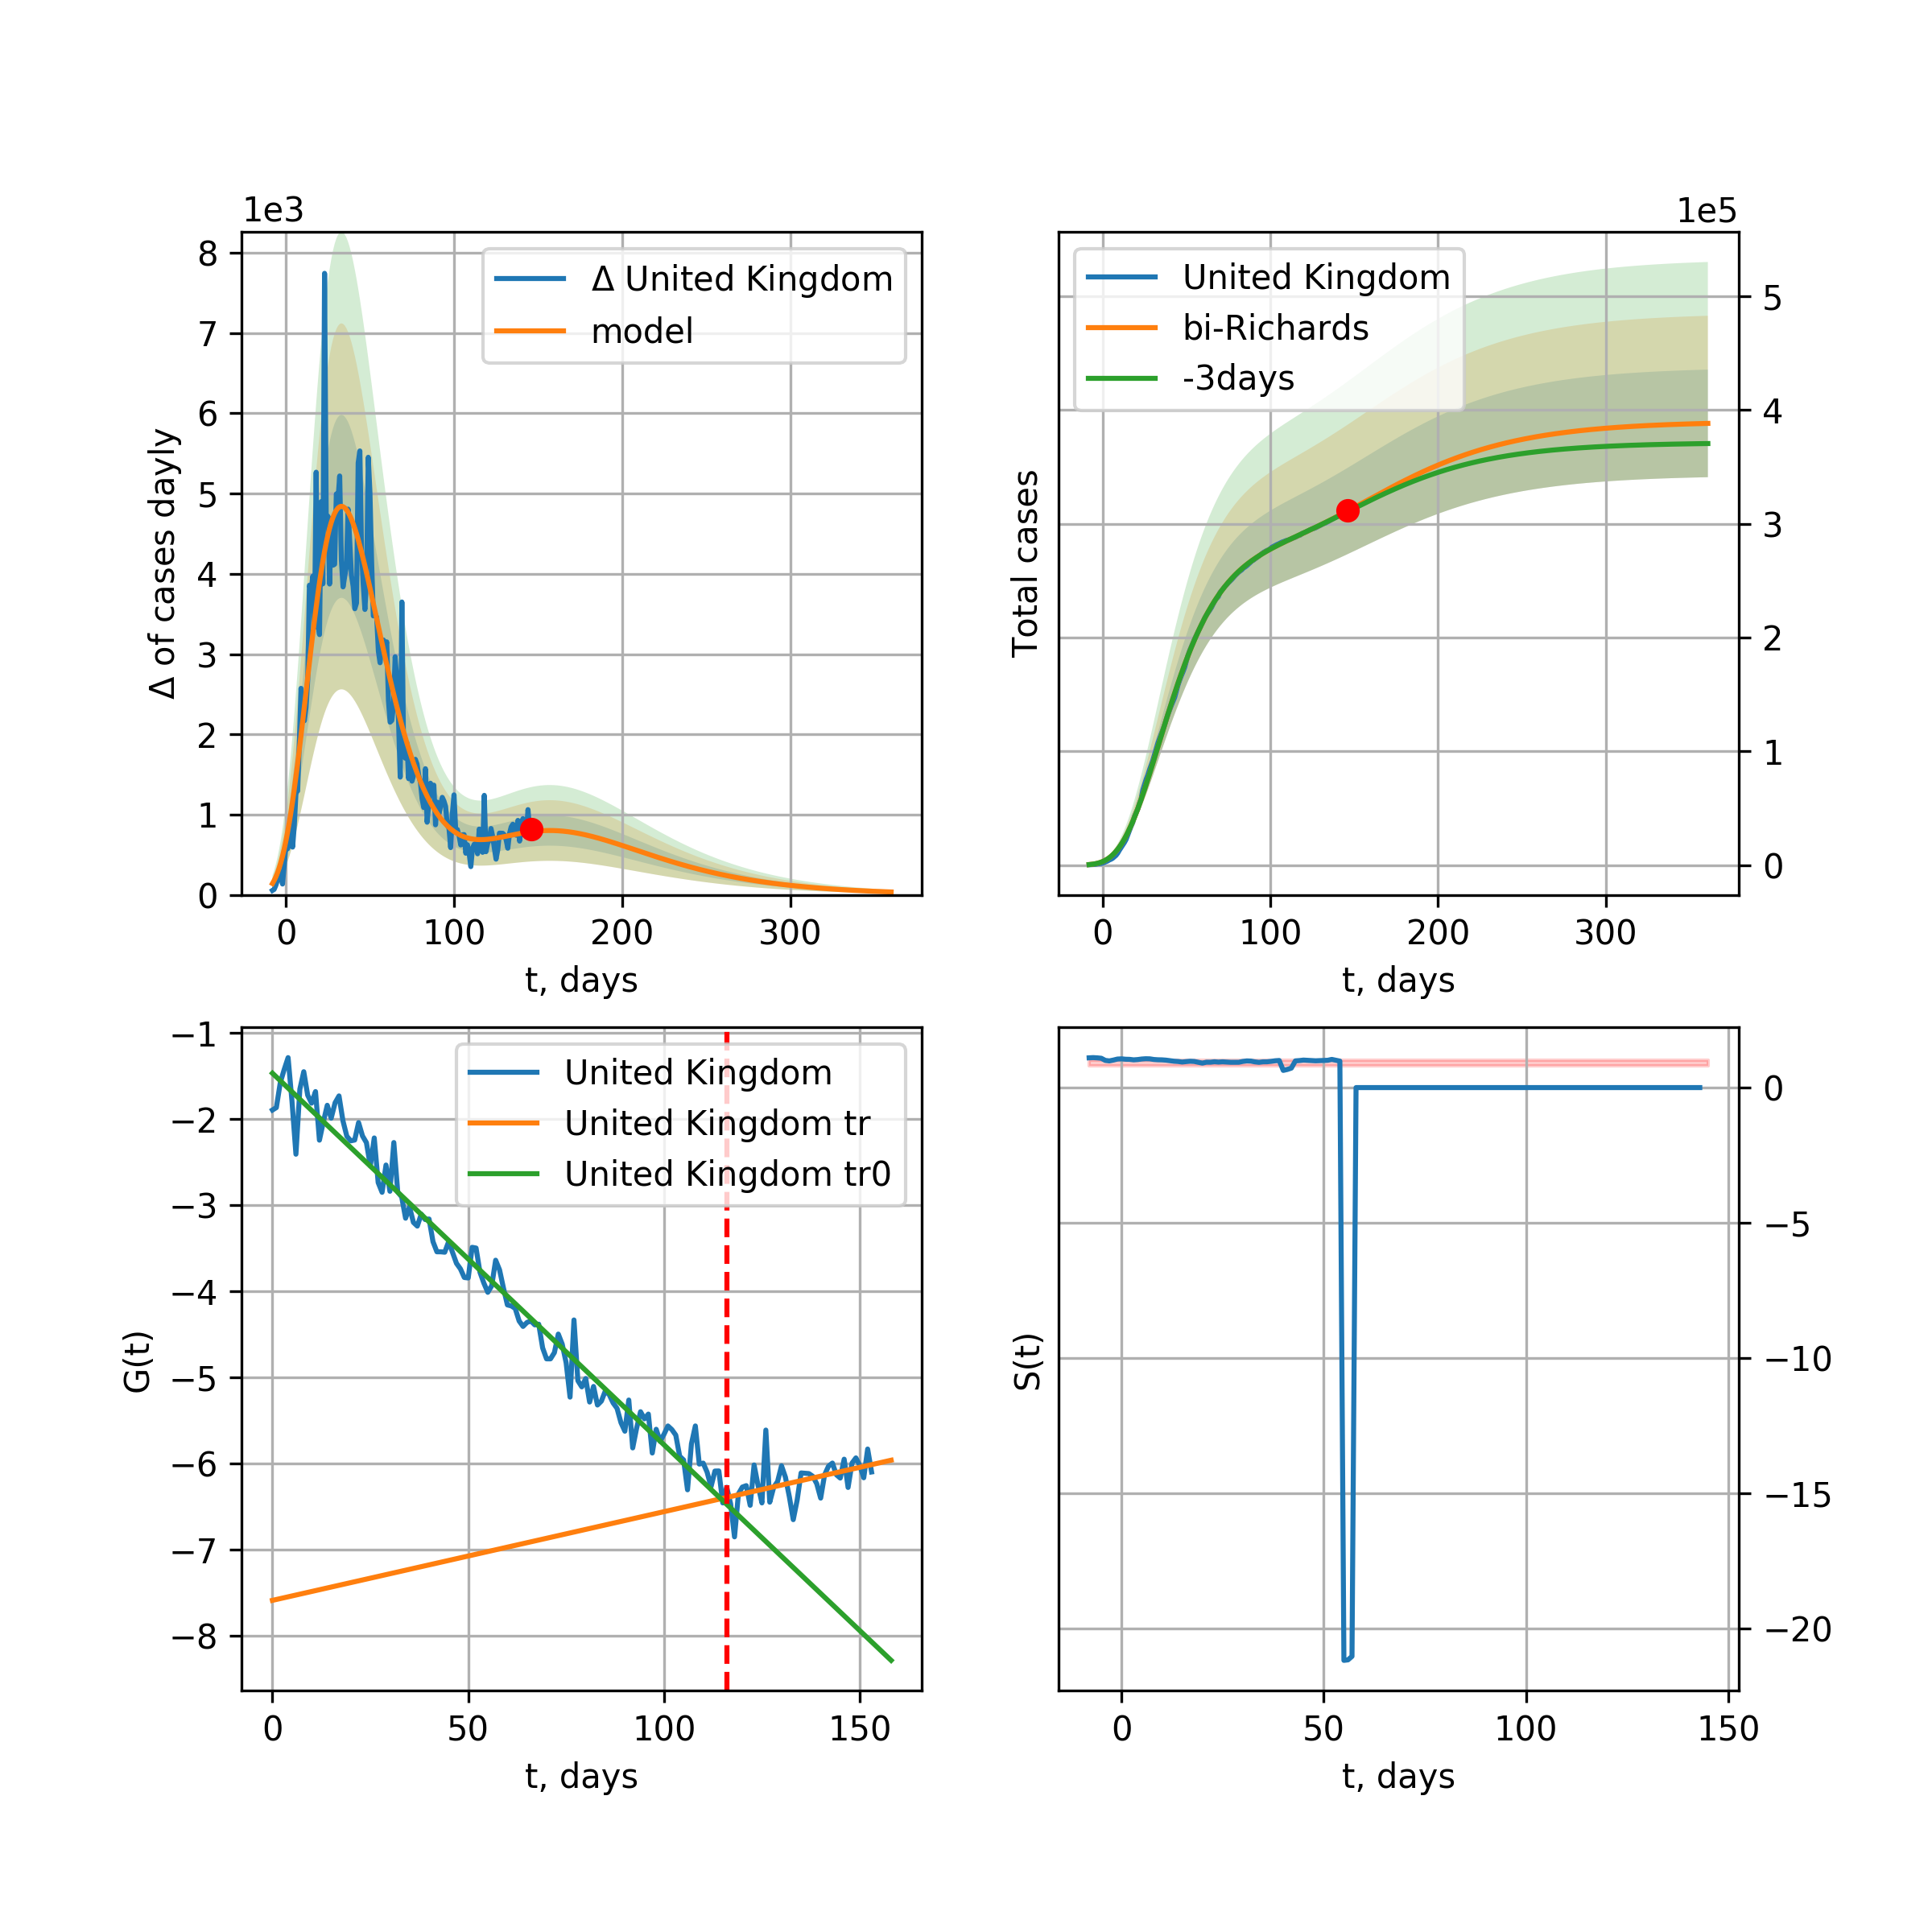 1e3
8
7
6
5
4
3
2
1
0
Δ of cases dayly
Δ United Kingdom
model
0 100 200 300
t, days
1e5
United Kingdom
bi-Richards
-3days
Total cases
5
4
3
2
1
0
0 100 200 300
t, days
−1
−2
−3
−4
−5
−6
−7
−8
G(t)
United Kingdom
United Kingdom tr
United Kingdom tr0
0 50 100 150
t, days
S(t)
0
−5
−10
−15
−20
0 50 100 150
t, days